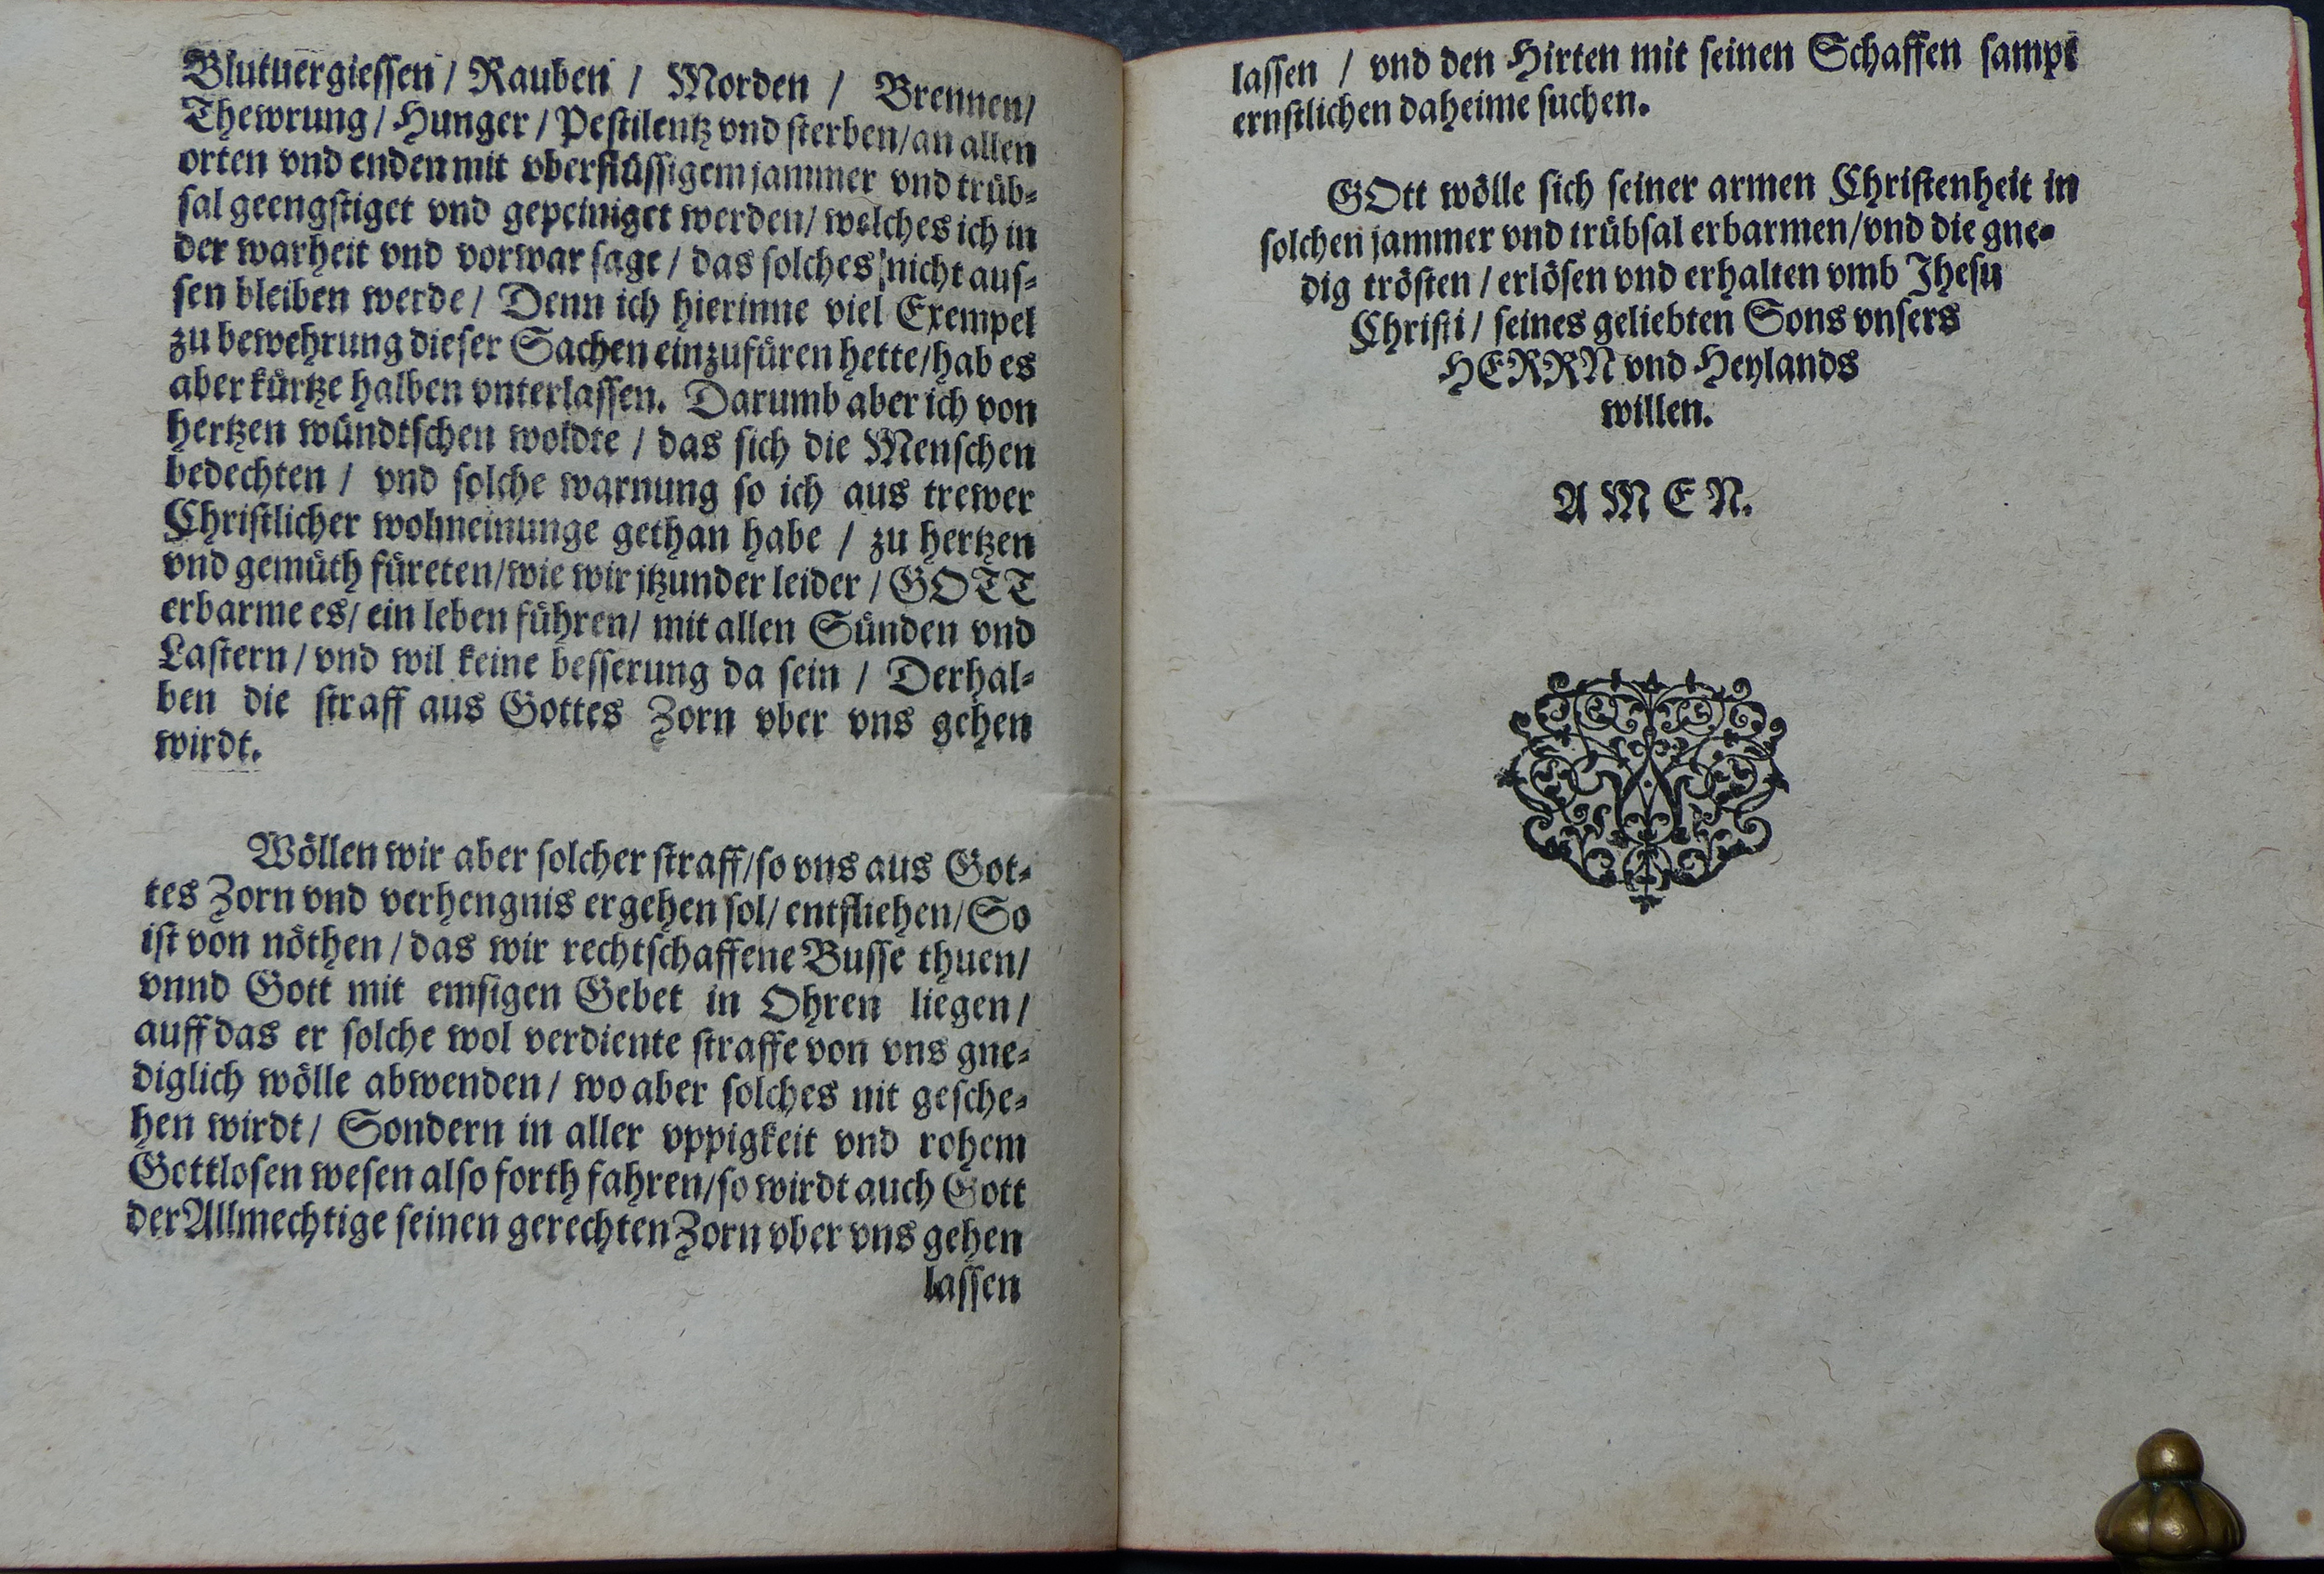 Blutuergiessen / Rauben / Morden / Brennen/
Thewrung / Hunger / Pestilentz vnd sterben / an allen
orten vnd enden mit vberflüssigem jammer vnd trüb-
sal geengstiget vnd gepeiniget werden / welches ich in
der warheit vnd vorwar sage / das solches nicht aus-
sen bleiben werde / Denn ich hierinne viel Exempel
zu bewehrung dieser Sachen einzufüren hette / hab es
aber kürtze halben vnterlassen. Darumb aber ich von
hertzen wündtschen woldte / das sich die Menschen
bedechten / vnd solche warnung so ich aus trewer
Christlicher wolmeinunge gethan habe / zu hertzen
vnd gemüth füreten / wie wir jtzunder leider / GOTT
erbarme es / ein leben führen / mit allen Sünden vnd
Lastern / vnd wil keine besserung da sein / Derhal-
ben die straff aus Gottes Zorn vber vns gehen
wirdt.
Wöllen wir aber solcher straff / so vns aus Got-
tes Zorn vnd verhengnis ergehen sol / entfliehen / So
ist von nöthen / das wir rechtschaffene Busse thuen /
vnnd Gott mit emsigen Gebet in Ohren liegen /
auff das er solche wol verdiente straffe von vns gne-
diglich wölle abwenden / wo aber solches nit gesche-
hen wirdt / Sondern in aller vppigkeit vnd rohem
Gottlosen wesen also forth fahren / so wirdt auch Gott
der Allmechtige seinen gerechten Zorn vber vns gehen
lassen
lassen / vnd den Hirten mit seinen Schaffen sampt
ernstlichen daheime suchen.
GOtt wölle sich seiner armen Christenheit in
solchen jammer vnd trübsal erbarmen / vnd die gne-
dig trösten / erlösen vnd erhalten vmb Jhesu
Christi / seines geliebten Sons vnsers
HERRN vnd Heylands
willen.
AMEN.